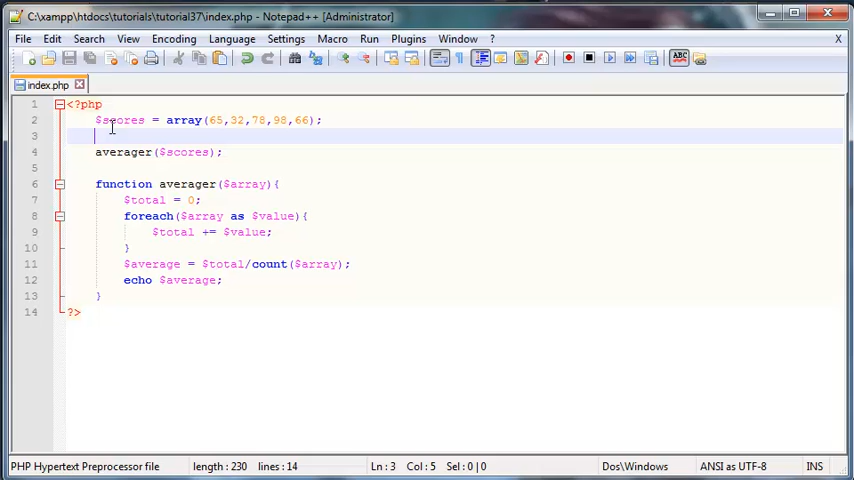 C:\xampp\htdocs\tutorials\tutorial37\index.php - Notepad++ [Administrator]
File Edit Search View Encoding Language Settings Macro Run Plugins Window ? X
ABC
index.php
1 <?php
2 $scores = array(65,32,78,98,66);
3
4 averager($scores);
5
6 function averager($array){
7 $total = 0;
8 foreach($array as $value){
9 $total += $value;
10 }
11 $average = $total/count($array);
12 echo $average;
13 }
14 ?>
PHP Hypertext Preprocessor file length : 230 lines : 14 Ln : 3 Col : 5 Sel : 0 | 0 Dos\Windows ANSI as UTF-8 INS